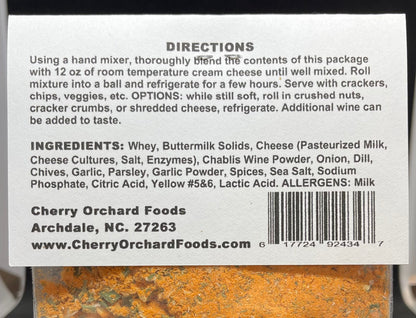 DIRECTIONS
Using a hand mixer, thoroughly blend the contents of this package
with 12 oz of room temperature cream cheese until well mixed. Roll
mixture into a ball and refrigerate for a few hours. Serve with crackers,
chips, veggies, etc. OPTIONS: while still soft, roll in crushed nuts,
cracker crumbs, or shredded cheese, refrigerate. Additional wine can
be added to taste.
INGREDIENTS: Whey, Buttermilk Solids, Cheese (Pasteurized Milk,
Cheese Cultures, Salt, Enzymes), Chablis Wine Powder, Onion, Dill,
Chives, Garlic, Parsley, Garlic Powder, Spices, Sea Salt, Sodium
Phosphate, Citric Acid, Yellow #5&6, Lactic Acid. ALLERGENS: Milk
Cherry Orchard Foods
Archdale, NC. 27263
www.CherryOrchardFoods.com
6 17724 92434 7